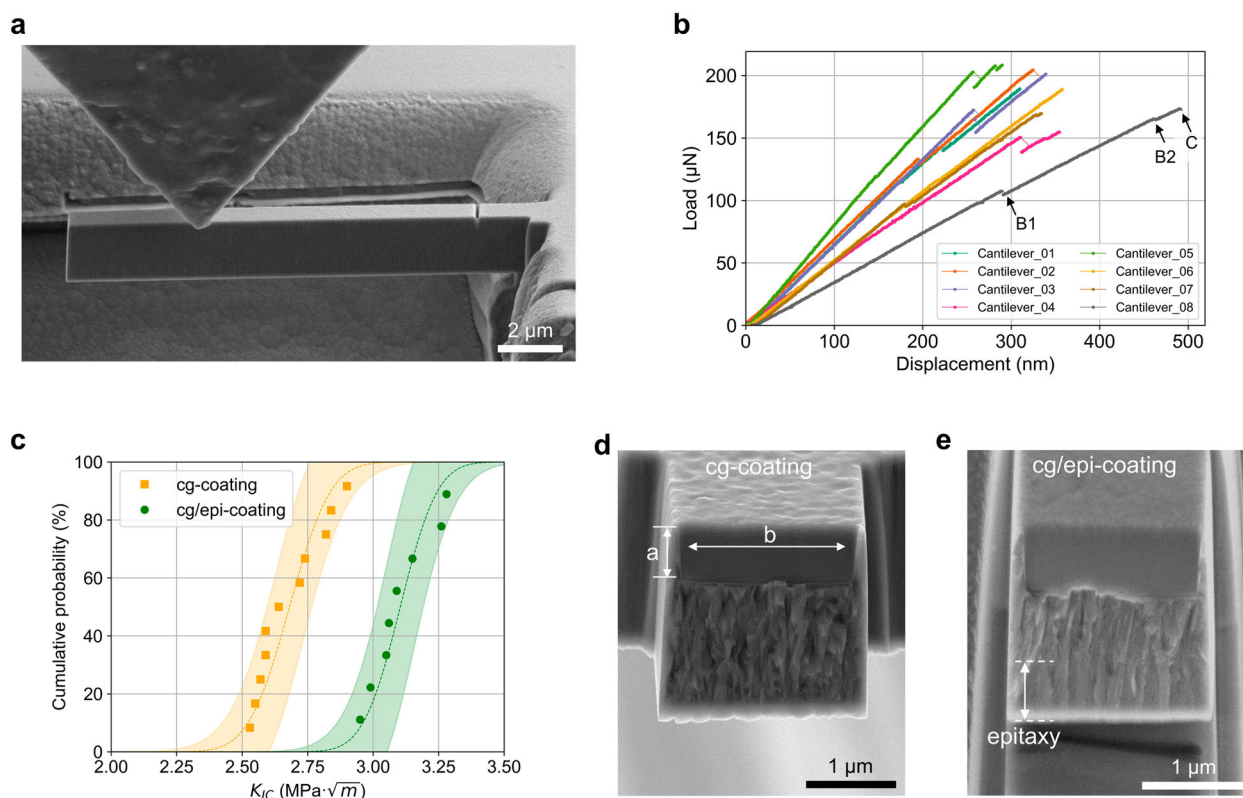 a
2 µm
b
200
150
100
50
0
Load (µN)
0 100 200 300 400 500
Displacement (nm)
B1
B2
C
Cantilever_01
Cantilever_02
Cantilever_03
Cantilever_04
Cantilever_05
Cantilever_06
Cantilever_07
Cantilever_08
c
100
80
60
40
20
0
Cumulative probability (%)
cg-coating
cg/epi-coating
2.00 2.25 2.50 2.75 3.00 3.25 3.50
K_IC (MPa·√m)
d
cg-coating
a
b
1 µm
e
cg/epi-coating
epitaxy
1 µm